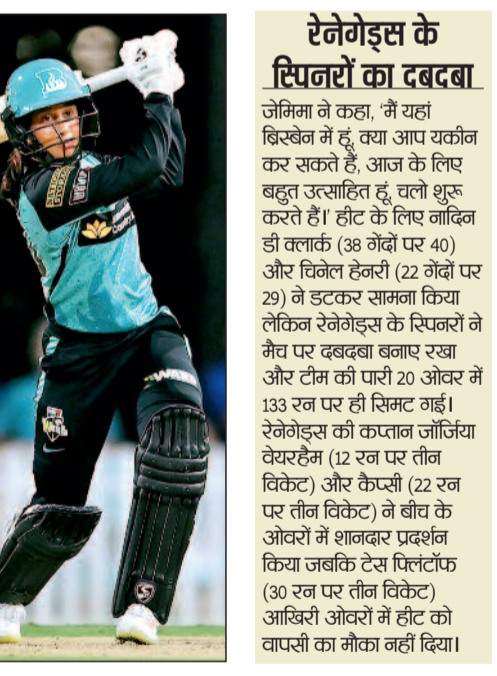 रेनेगेड्स के
स्पिनरों का दबदबा
जेमिमा ने कहा, ‘मैं यहां
ब्रिस्बेन में हूं, क्या आप यकीन
कर सकते हैं, आज के लिए
बहुत उत्साहित हूं, चलो शुरू
करते हैं।’ हीट के लिए नादिन
डी क्लार्क (38 गेंदों पर 40)
और चिनेल हेनरी (22 गेंदों पर
29) ने डटकर सामना किया
लेकिन रेनेगेड्स के स्पिनरों ने
मैच पर दबदबा बनाए रखा
और टीम की पारी 20 ओवर में
133 रन पर ही सिमट गई।
रेनेगेड्स की कप्तान जॉर्जिया
वेयरहैम (12 रन पर तीन
विकेट) और कैप्सी (22 रन
पर तीन विकेट) ने बीच के
ओवरों में शानदार प्रदर्शन
किया जबकि टेस फ्लिंटॉफ
(30 रन पर तीन विकेट)
आखिरी ओवरों में हीट को
वापसी का मौका नहीं दिया।